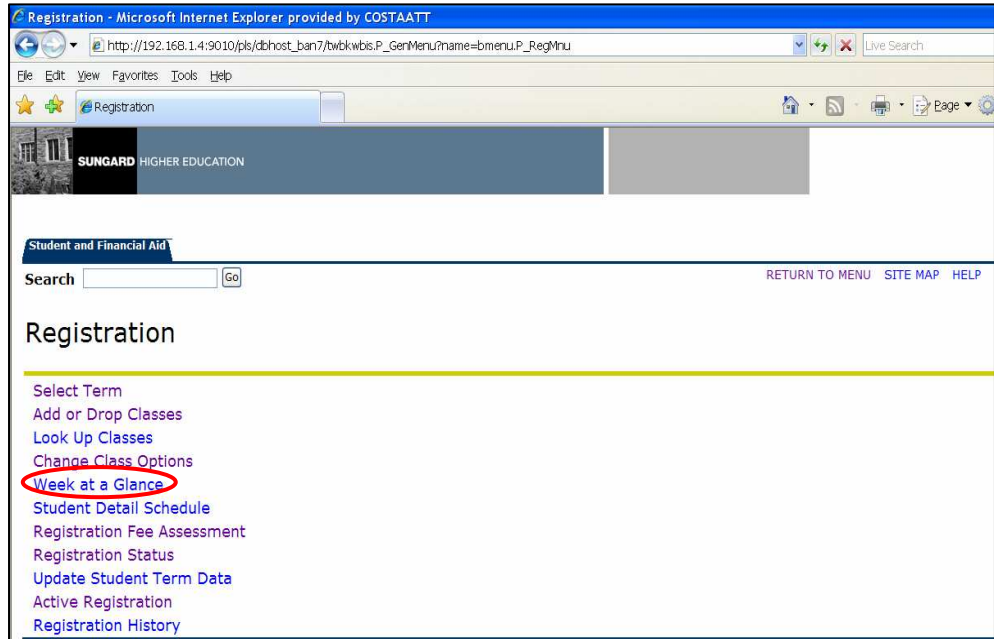 Registration - Microsoft Internet Explorer provided by COSTAATT
http://192.168.1.4:9010/pls/dbhost_ban7/twbkwbis.P_GenMenu?name=bmenu.P_RegMnu
Live Search
File Edit View Favorites Tools Help
Registration
Page
SUNGARD HIGHER EDUCATION
Student and Financial Aid
Search Go RETURN TO MENU SITE MAP HELP
Registration
Select Term
Add or Drop Classes
Look Up Classes
Change Class Options
Week at a Glance
Student Detail Schedule
Registration Fee Assessment
Registration Status
Update Student Term Data
Active Registration
Registration History